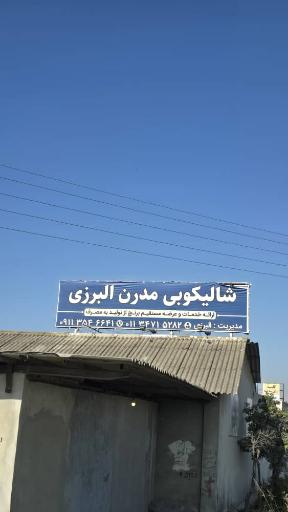 شالیکوبی مدرن البرزی
ارائه خدمات و عرضه مستقیم برنج از تولید به مصرف
مدیریت : البرزی ۰۱۱ ۳۴۷۱ ۵۲۸۲ ۰۹۱۱ ۳۵۴ ۶۶۴۱